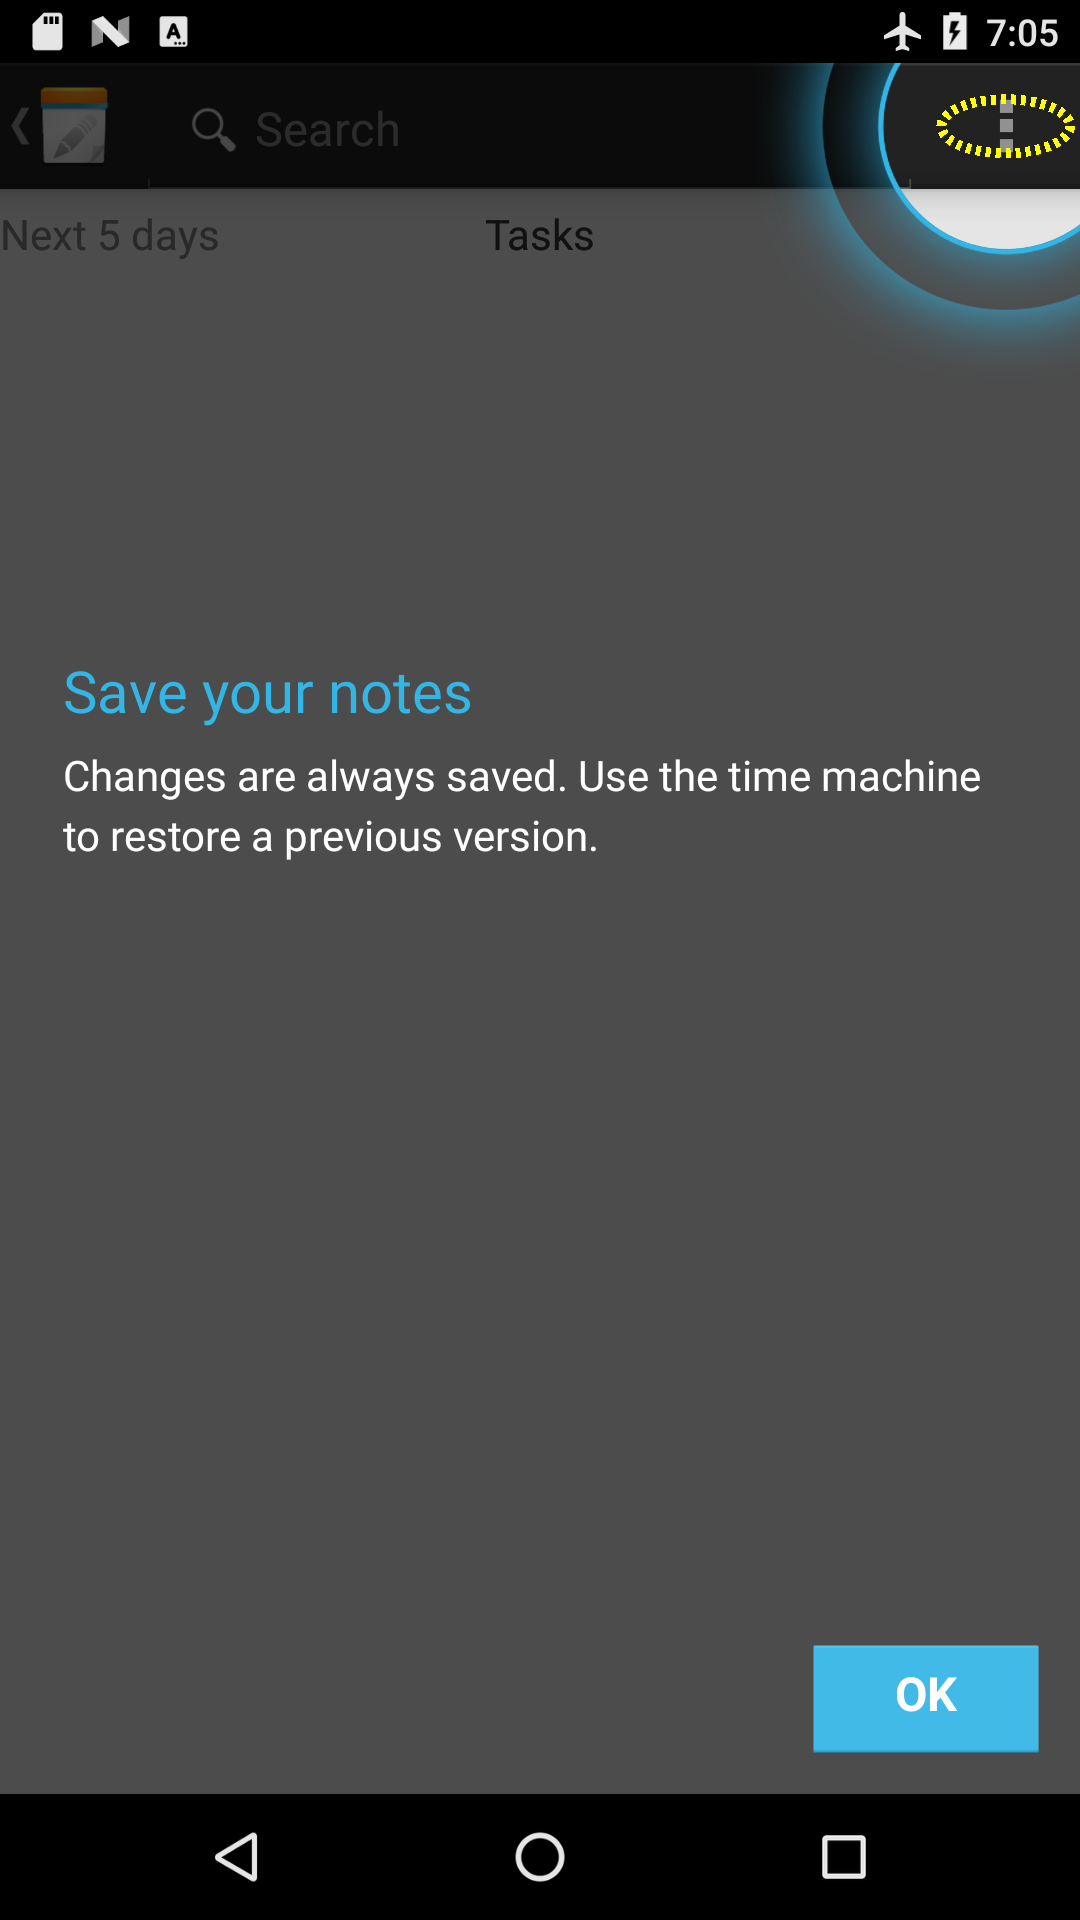 7:05
Search
Next 5 days
Tasks
Save your notes
Changes are always saved. Use the time machine
to restore a previous version.
OK